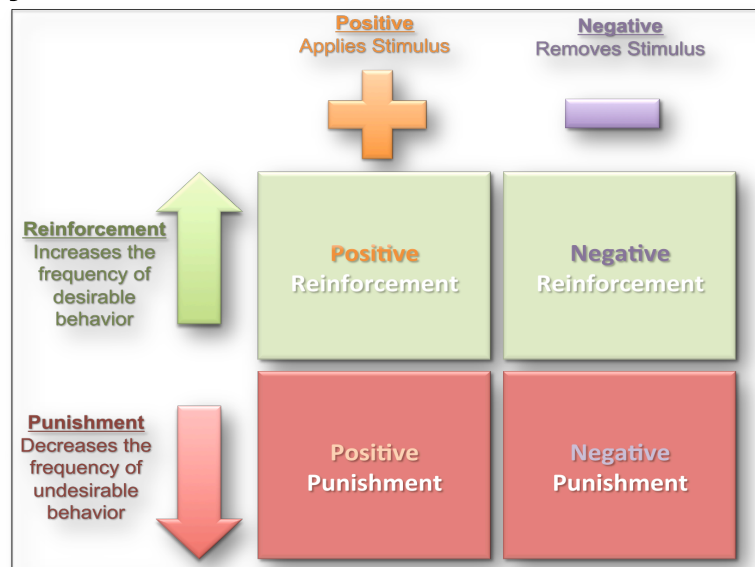 Positive
Applies Stimulus
Negative
Removes Stimulus
Reinforcement
Increases the
frequency of
desirable
behavior
Positive
Reinforcement
Negative
Reinforcement
Punishment
Decreases the
frequency of
undesirable
behavior
Positive
Punishment
Negative
Punishment